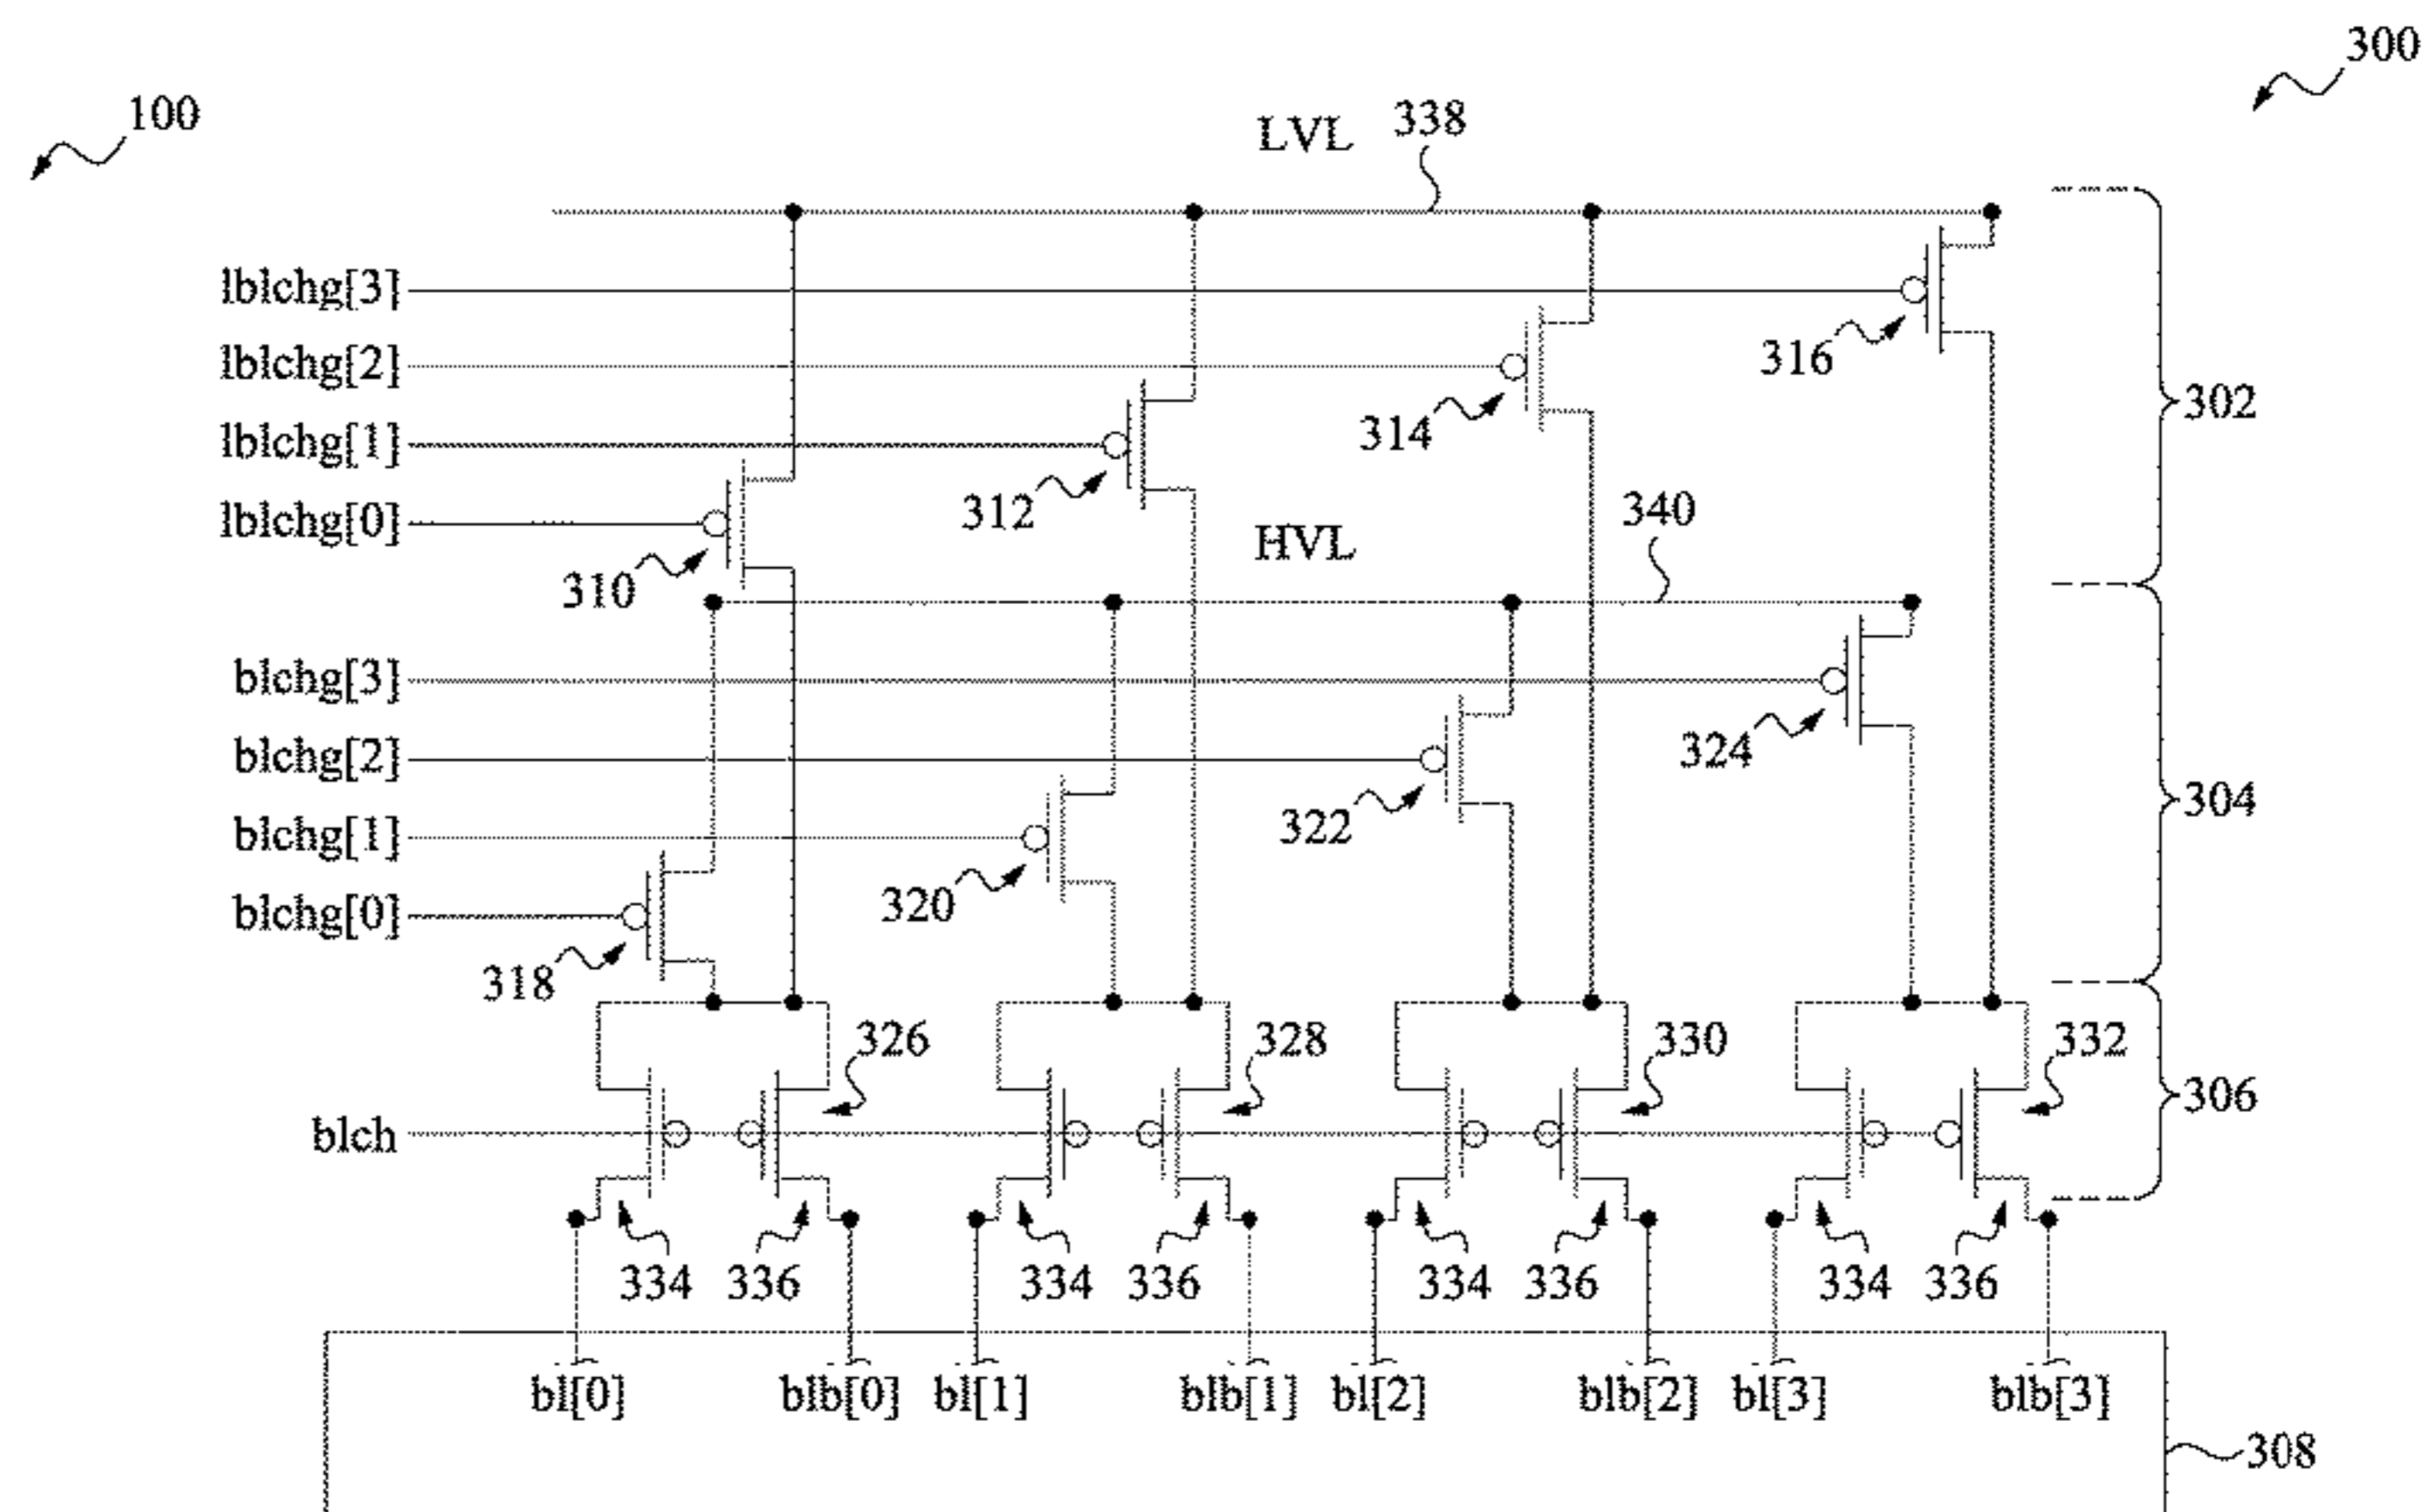 300
100
LVL 338
lblchg[3]
lblchg[2] 316
302
lblchg[1] 314
lblchg[0] 312 340
HVL
310
blchg[3]
blchg[2] 324
304
blchg[1] 322
blchg[0] 320
318
326 328 330 332
306
blch
334 336 334 336 334 336 334 336
bl[0] blb[0] bl[1] blb[1] bl[2] blb[2] bl[3] blb[3]
308